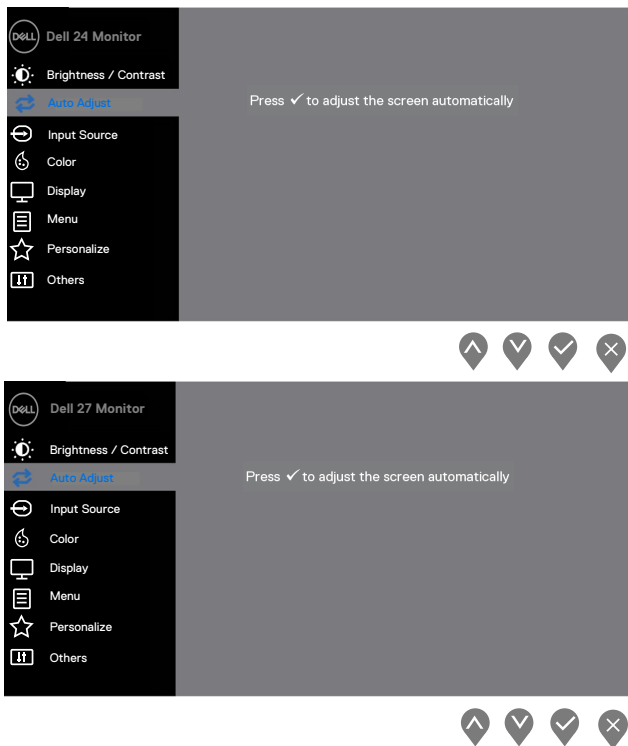 DELL Dell 24 Monitor
Brightness / Contrast
Auto Adjust Press ✓ to adjust the screen automatically
Input Source
Color
Display
Menu
Personalize
Others
DELL Dell 27 Monitor
Brightness / Contrast
Auto Adjust Press ✓ to adjust the screen automatically
Input Source
Color
Display
Menu
Personalize
Others